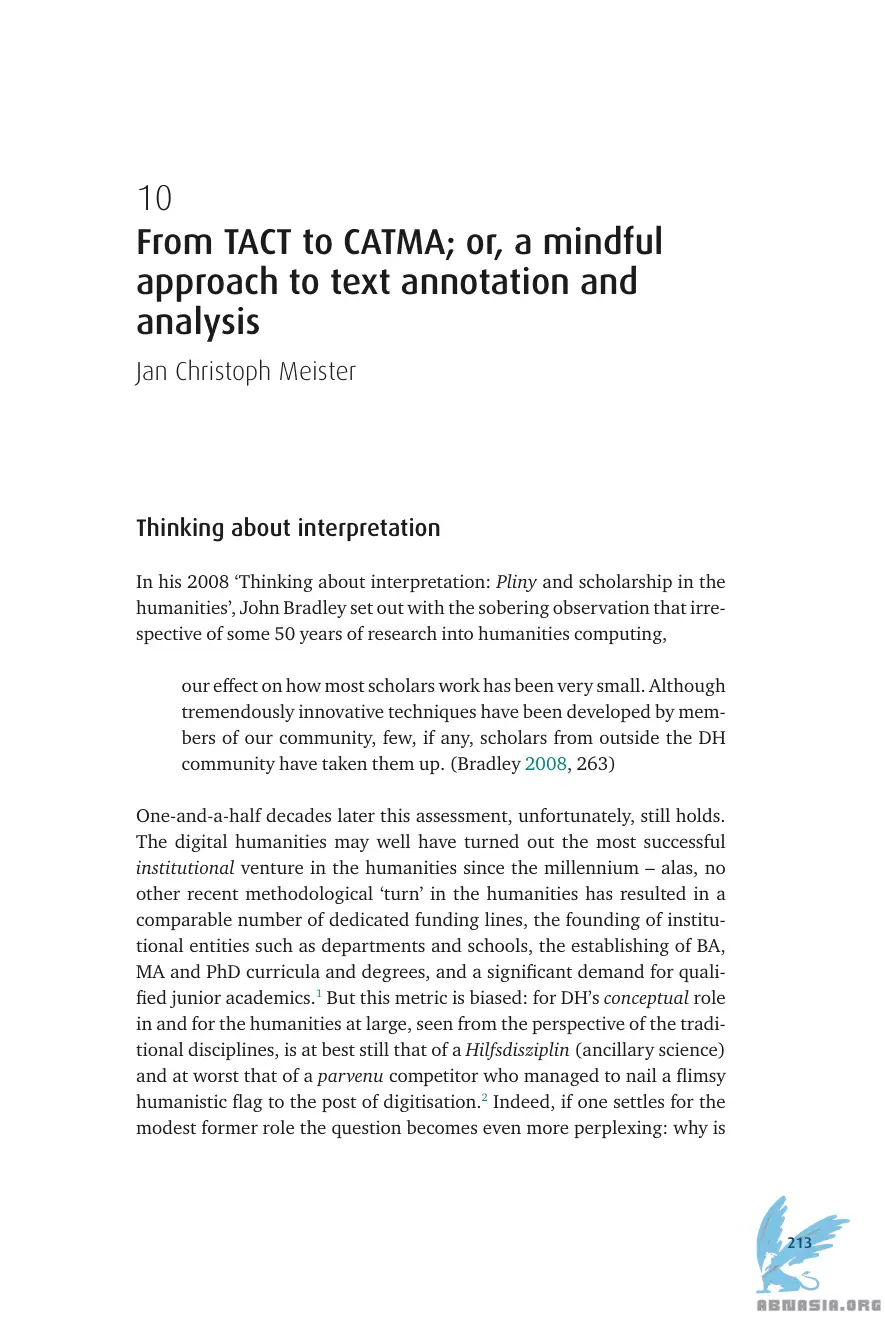 10
From TACT to CATMA; or, a mindful
approach to text annotation and
analysis
Jan Christoph Meister
Thinking about interpretation
In his 2008 ‘Thinking about interpretation: Pliny and scholarship in the
humanities’, John Bradley set out with the sobering observation that irre-
spective of some 50 years of research into humanities computing,
our effect on how most scholars work has been very small. Although
tremendously innovative techniques have been developed by mem-
bers of our community, few, if any, scholars from outside the DH
community have taken them up. (Bradley 2008, 263)
One-and-a-half decades later this assessment, unfortunately, still holds.
The digital humanities may well have turned out the most successful
institutional venture in the humanities since the millennium – alas, no
other recent methodological ‘turn’ in the humanities has resulted in a
comparable number of dedicated funding lines, the founding of institu-
tional entities such as departments and schools, the establishing of BA,
MA and PhD curricula and degrees, and a significant demand for quali-
fied junior academics.1 But this metric is biased: for DH’s conceptual role
in and for the humanities at large, seen from the perspective of the tradi-
tional disciplines, is at best still that of a Hilfsdisziplin (ancillary science)
and at worst that of a parvenu competitor who managed to nail a flimsy
humanistic flag to the post of digitisation.2 Indeed, if one settles for the
modest former role the question becomes even more perplexing: why is
213
ABNASIA.ORG